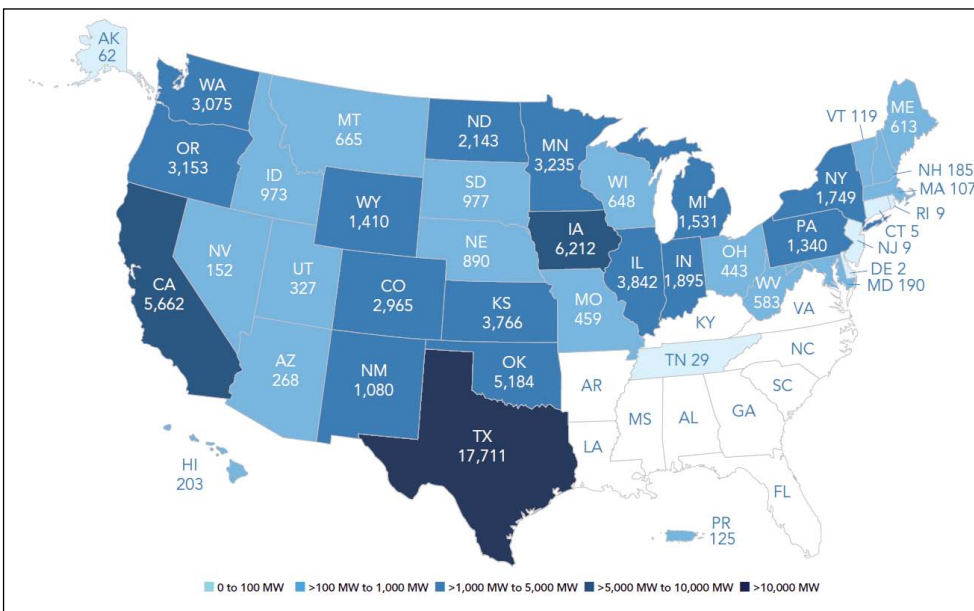 AK
62
WA
3,075
OR
3,153
CA
5,662
ID
973
NV
152
MT
665
WY
1,410
UT
327
AZ
268
CO
2,965
NM
1,080
ND
2,143
SD
977
NE
890
KS
3,766
OK
5,184
TX
17,711
MN
3,235
IA
6,212
MO
459
WI
648
IL
3,842
MI
1,531
IN
1,895
OH
443
WV
583
KY
VA
TN 29
NC
SC
AR
LA
MS
AL
GA
FL
PA
1,340
NY
1,749
VT 119
ME
613
NH 185
MA 107
RI 9
CT 5
NJ 9
DE 2
MD 190
HI
203
PR
125
0 to 100 MW >100 MW to 1,000 MW >1,000 MW to 5,000 MW >5,000 MW to 10,000 MW >10,000 MW